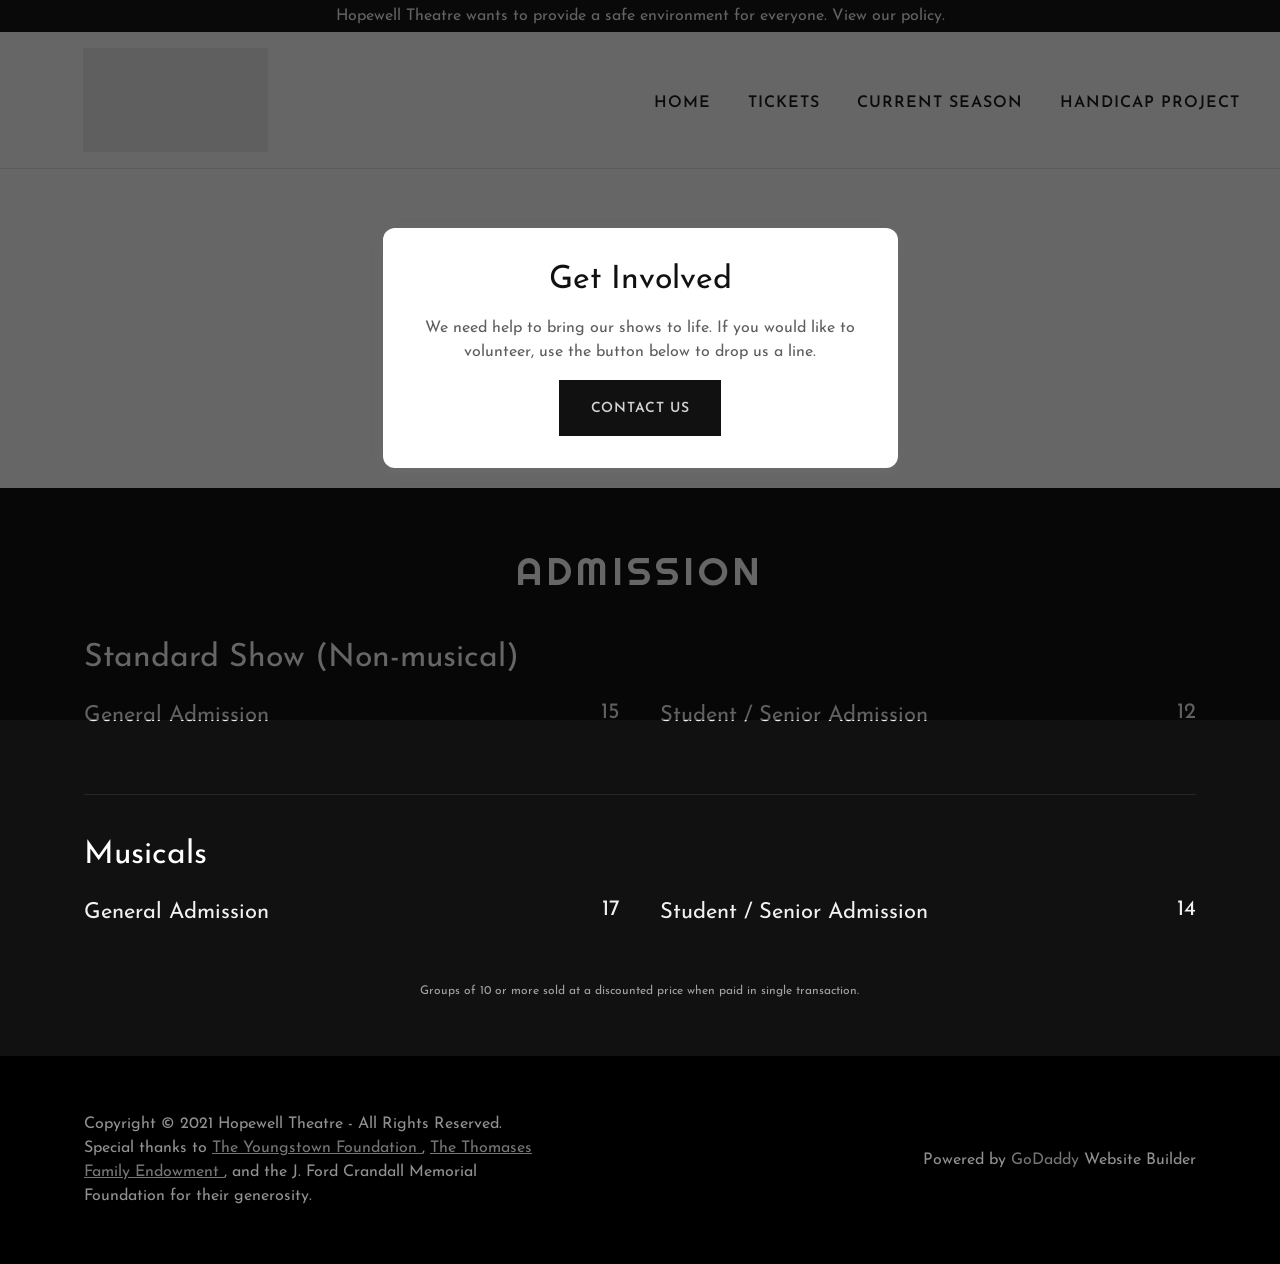 Hopewell Theatre wants to provide a safe environment for everyone. View our policy.
HOME TICKETS CURRENT SEASON HANDICAP PROJECT
Get Involved
We need help to bring our shows to life. If you would like to
volunteer, use the button below to drop us a line.
CONTACT US
ADMISSION
Standard Show (Non-musical)
General Admission 15 Student / Senior Admission 12
Musicals
General Admission 17 Student / Senior Admission 14
Groups of 10 or more sold at a discounted price when paid in single transaction.
Copyright © 2021 Hopewell Theatre - All Rights Reserved.
Special thanks to The Youngstown Foundation , The Thomases
Family Endowment , and the J. Ford Crandall Memorial
Foundation for their generosity.
Powered by GoDaddy Website Builder